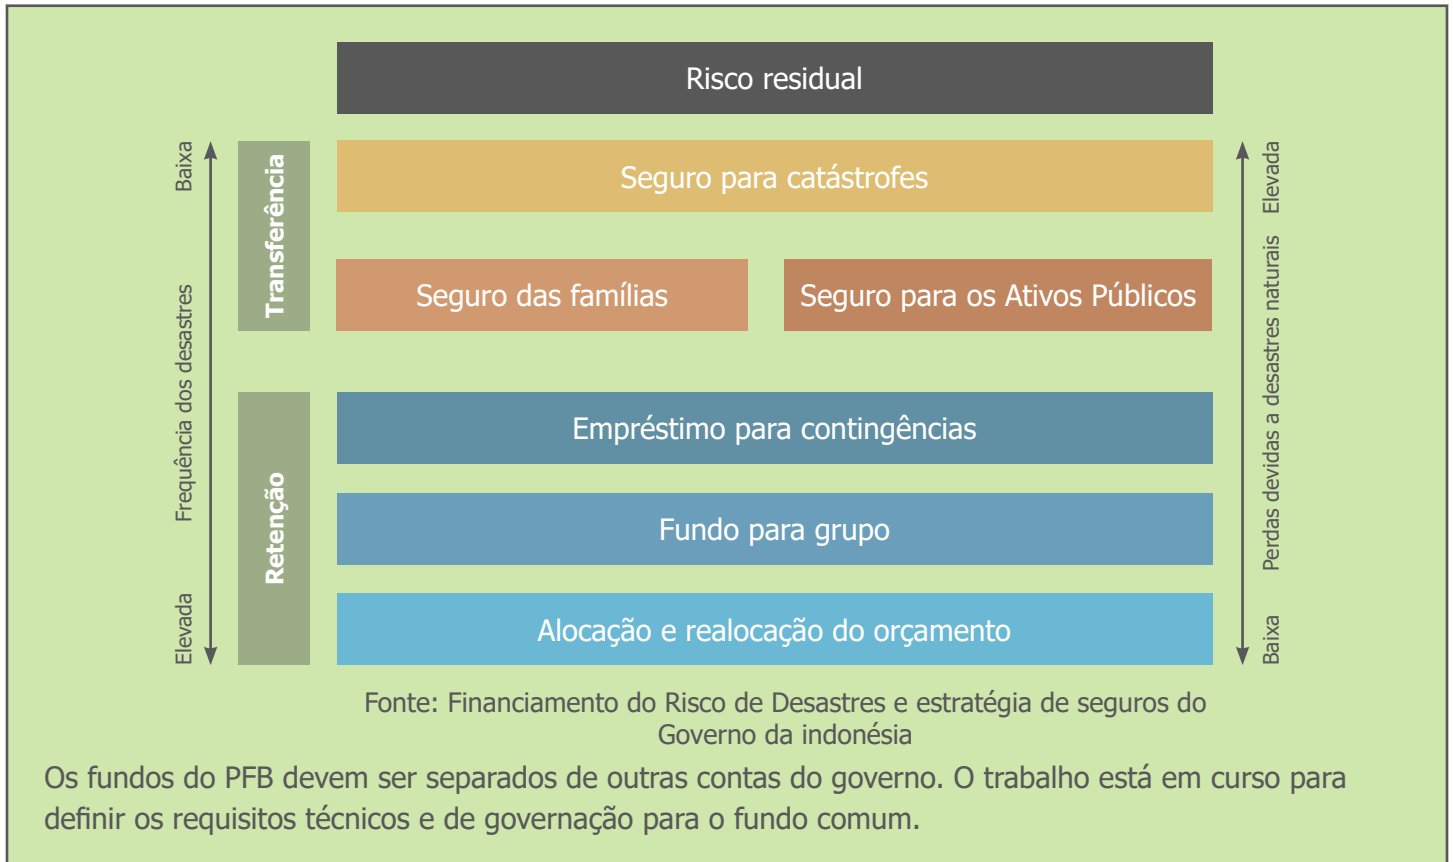 Risco residual
Baixa
Transferência
Seguro para catástrofes
Elevada
Seguro das famílias
Seguro para os Ativos Públicos
Frequência dos desastres
Perdas devidas a desastres naturais
Retenção
Empréstimo para contingências
Fundo para grupo
Elevada
Alocação e realocação do orçamento
Baixa
Fonte: Financiamento do Risco de Desastres e estratégia de seguros do
Governo da indonésia
Os fundos do PFB devem ser separados de outras contas do governo. O trabalho está em curso para
definir os requisitos técnicos e de governação para o fundo comum.